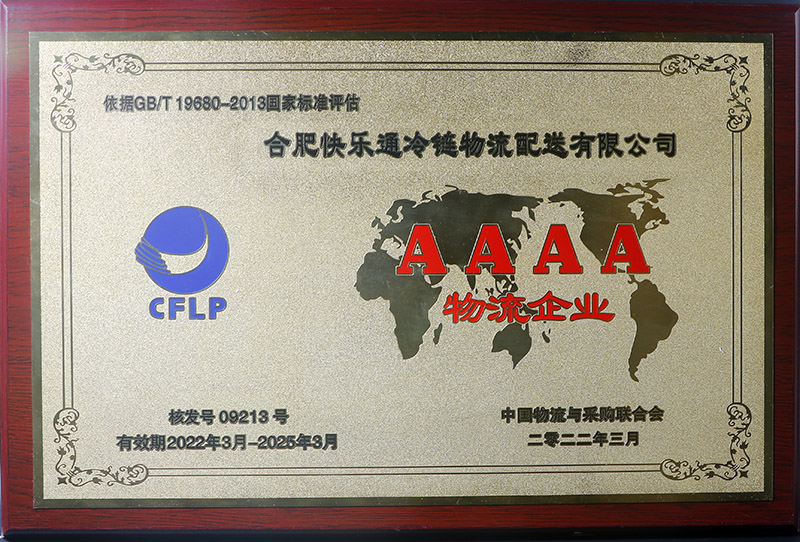 依据GB/T 19680-2013国家标准评估
合肥快乐通冷链物流配送有限公司
CFLP
AAAA
物流企业
核发号 09213 号
有效期2022年3月-2025年3月
中国物流与采购联合会
二零二二年三月